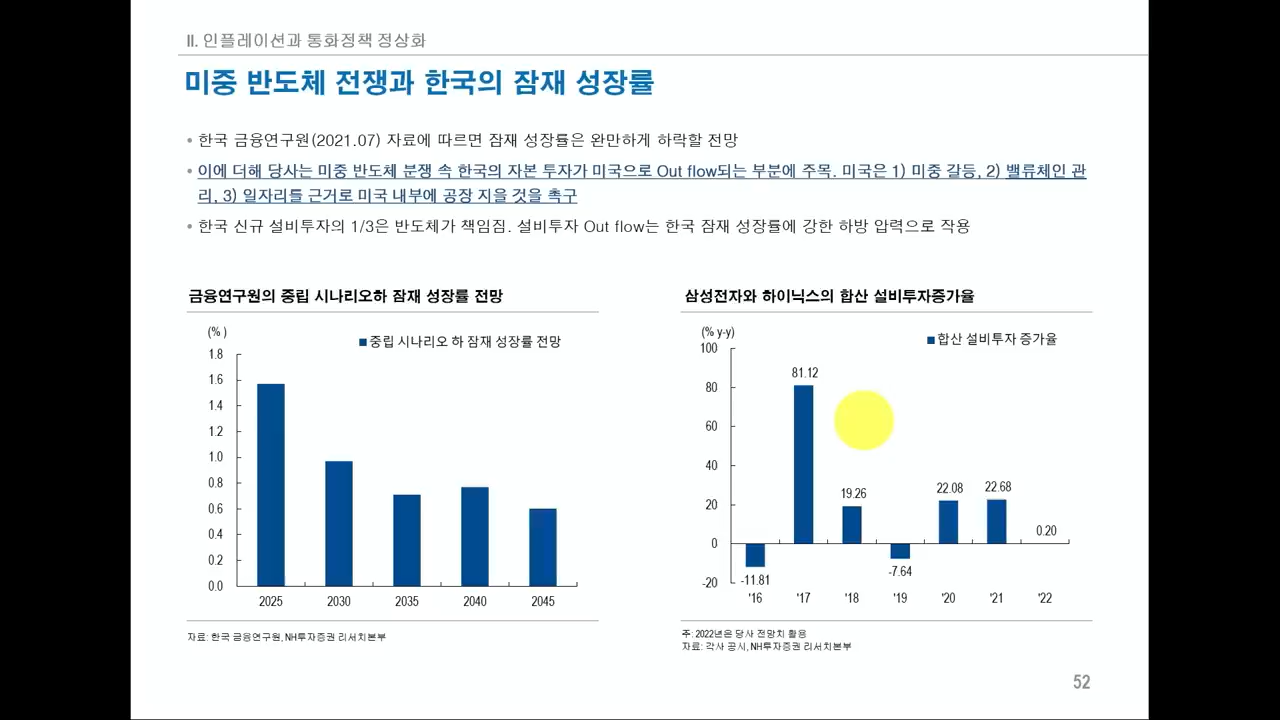 II. 인플레이션과 통화정책 정상화
미중 반도체 전쟁과 한국의 잠재 성장률
• 한국 금융연구원(2021.07) 자료에 따르면 잠재 성장률은 완만하게 하락할 전망
• 이에 더해 당사는 미중 반도체 분쟁 속 한국의 자본 투자가 미국으로 Out flow되는 부분에 주목. 미국은 1) 미중 갈등, 2) 밸류체인 관
리, 3) 일자리를 근거로 미국 내부에 공장 지을 것을 촉구
• 한국 신규 설비투자의 1/3은 반도체가 책임짐. 설비투자 Out flow는 한국 잠재 성장률에 강한 하방 압력으로 작용
금융연구원의 중립 시나리오하 잠재 성장률 전망
(% )
중립 시나리오 하 잠재 성장률 전망
1.8
1.6
1.4
1.2
1.0
0.8
0.6
0.4
0.2
0.0
2025 2030 2035 2040 2045
자료: 한국 금융연구원, NH투자증권 리서치본부
삼성전자와 하이닉스의 합산 설비투자증가율
(% y-y)
합산 설비투자 증가율
100
80
60
40
20
0
-20
-11.81
81.12
19.26
-7.64
22.08
22.68
0.20
'16 '17 '18 '19 '20 '21 '22
주: 2022년은 당사 전망치 활용
자료: 각사 공시, NH투자증권 리서치본부
52